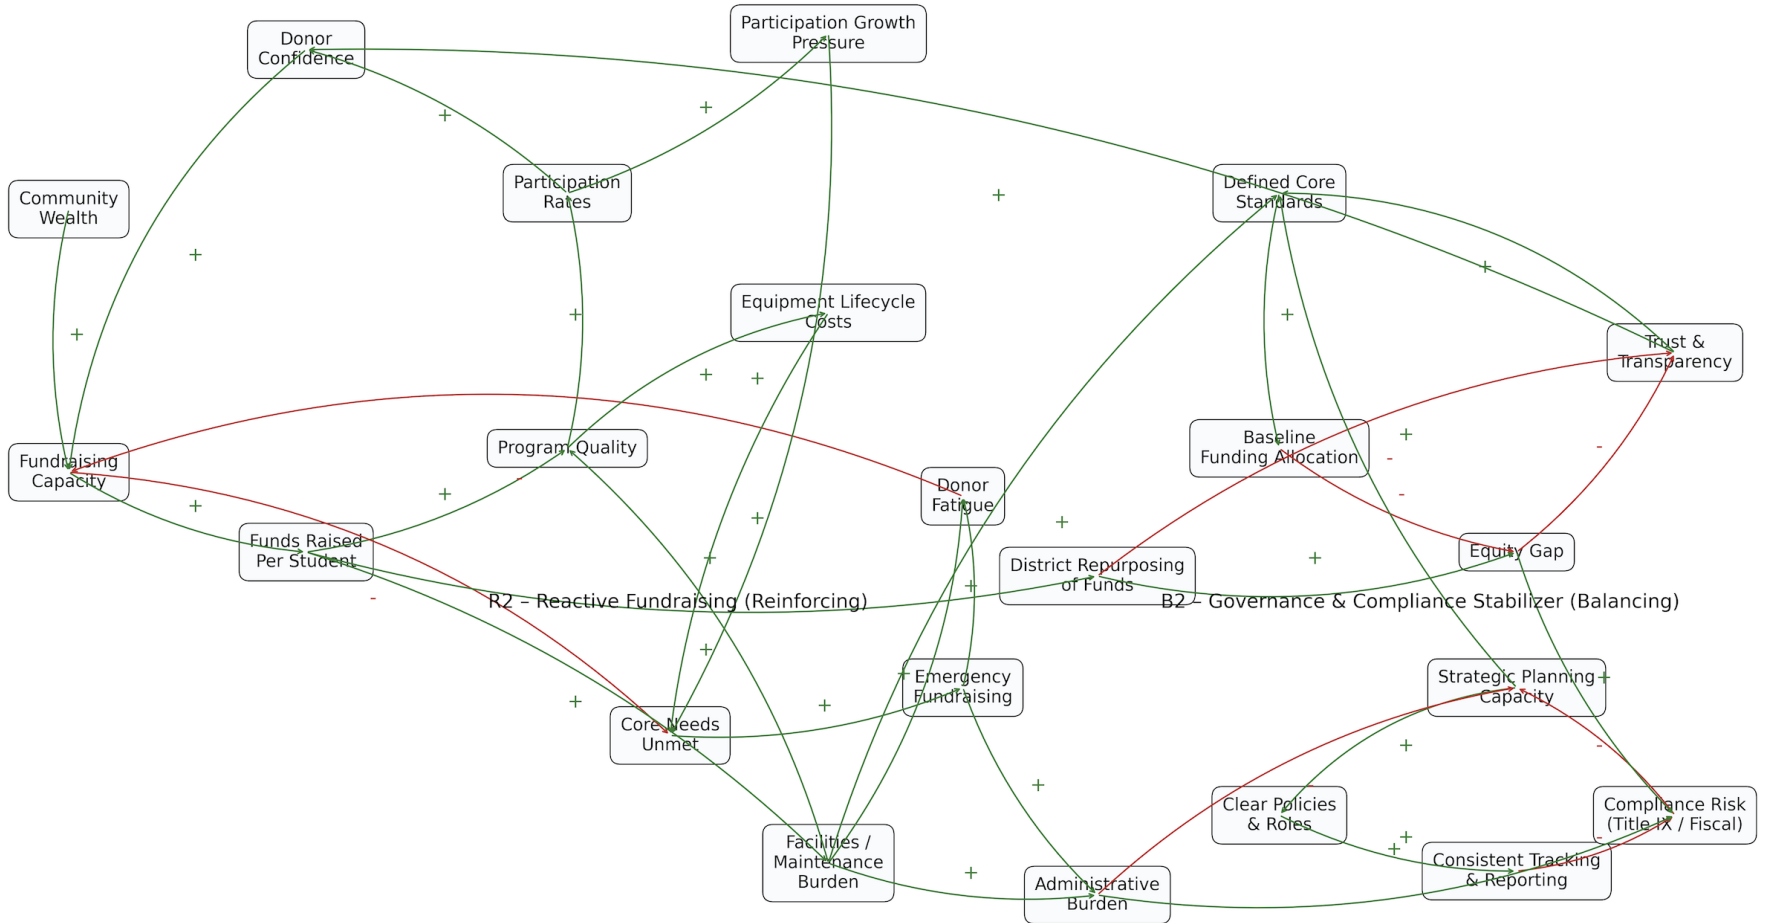 Participation Growth
Pressure
Donor
Confidence
Participation
Rates
Defined Core
Standards
Community
Wealth
Equipment Lifecycle
Costs
Trust &
Transparency
Baseline
Funding Allocation
Program Quality
Fundraising
Capacity
Donor
Fatigue
Funds Raised
Per Student
Equity Gap
District Repurposing
of Funds
R2 – Reactive Fundraising (Reinforcing)
B2 – Governance & Compliance Stabilizer (Balancing)
Emergency
Fundraising
Strategic Planning
Capacity
Core Needs
Unmet
Clear Policies
& Roles
Compliance Risk
(Title IX / Fiscal)
Facilities /
Maintenance
Burden
Consistent Tracking
& Reporting
Administrative
Burden